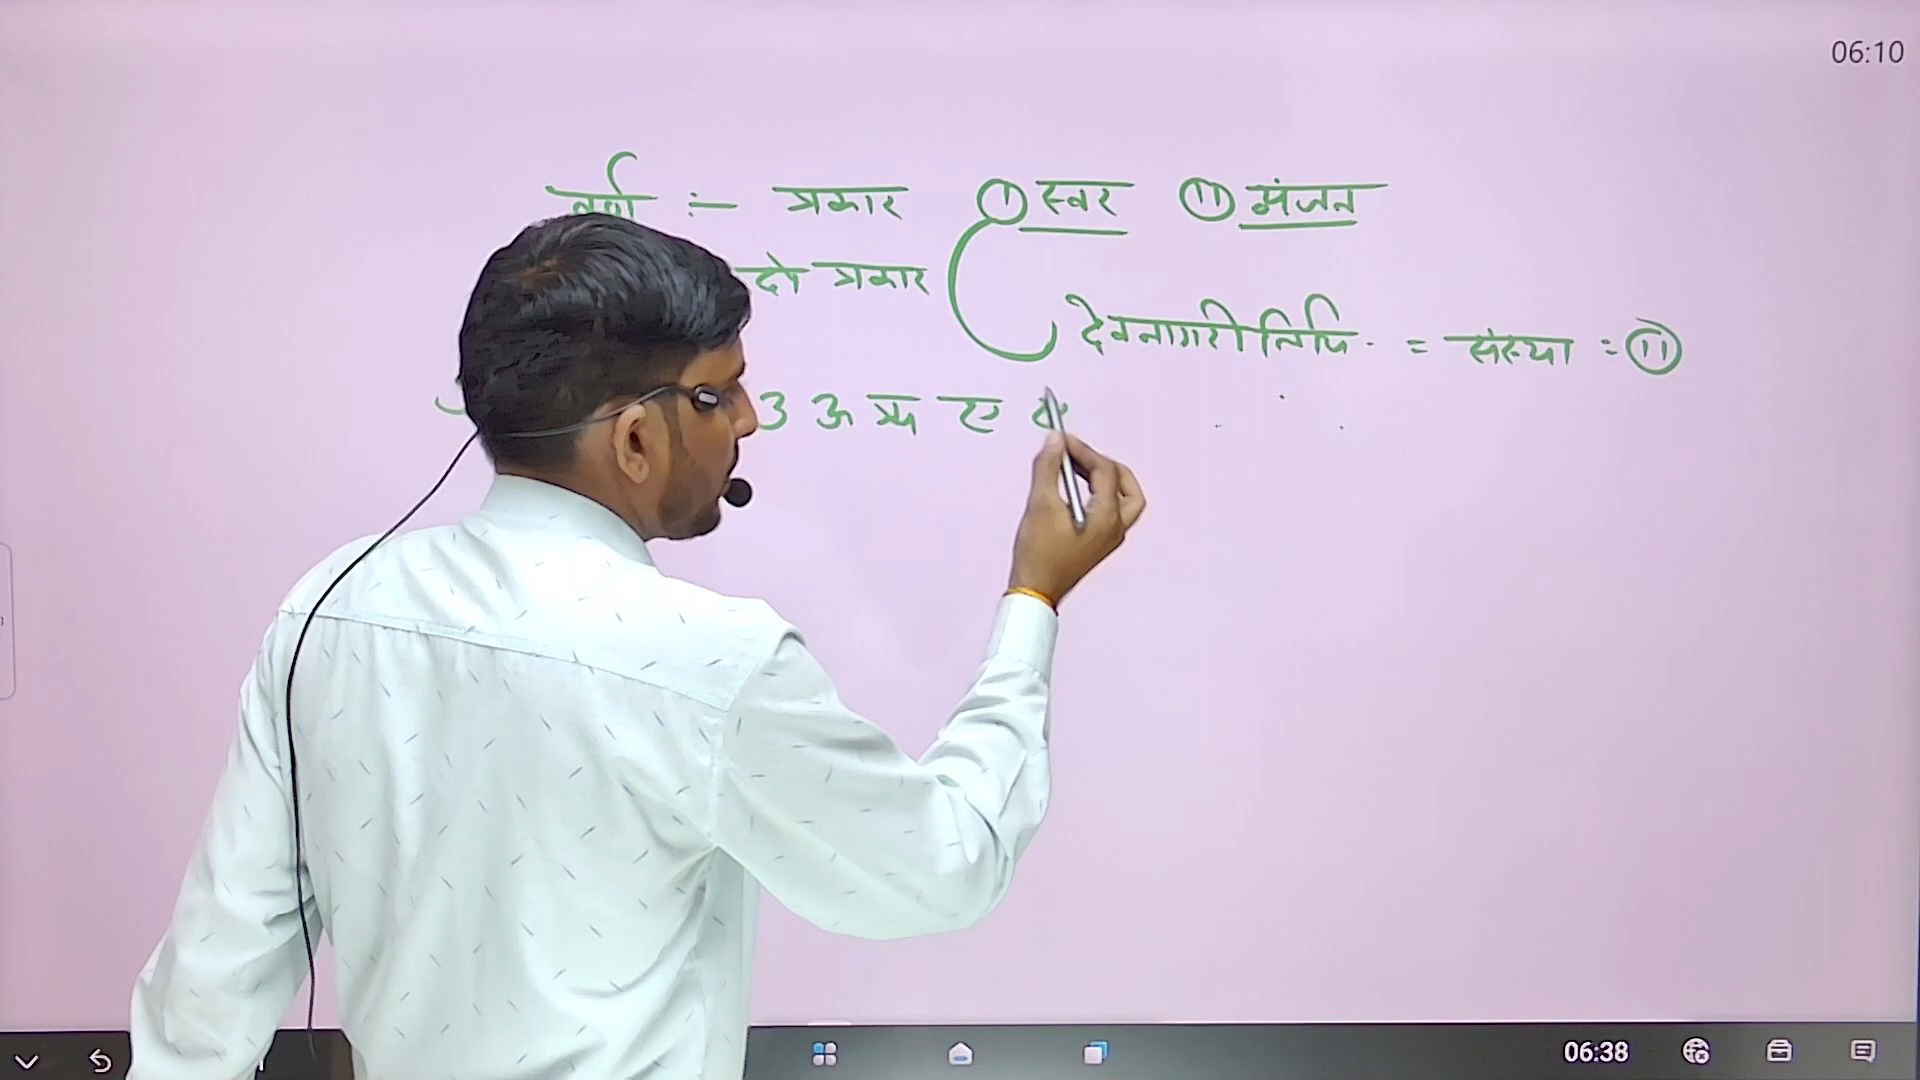 06:10
वर्ण :- प्रकार ① स्वर ⑪ व्यंजन
दो प्रकार
देवनागरी लिपि = संख्या : ⑪
उ ऊ ऋ ए
06:38